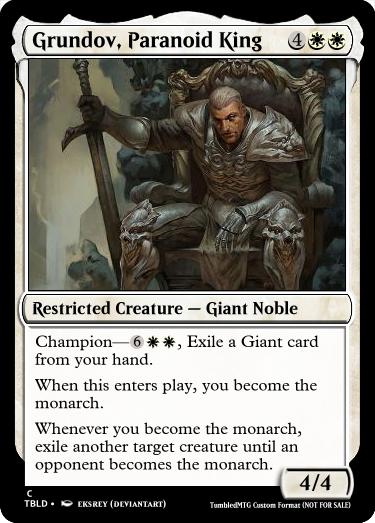 Grundov, Paranoid King 4
Restricted Creature — Giant Noble
Champion—6, Exile a Giant card
from your hand.
When this enters play, you become the
monarch.
Whenever you become the monarch,
exile another target creature until an
opponent becomes the monarch.
4/4
C
TBLD • EKSREY (DEVIANTART)
TumbledMTG Custom Format (NOT FOR SALE)